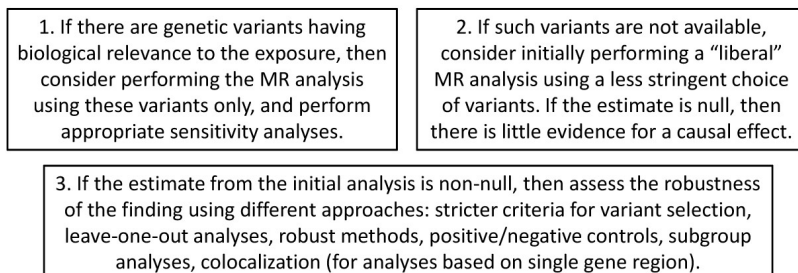 1. If there are genetic variants having
biological relevance to the exposure, then
consider performing the MR analysis
using these variants only, and perform
appropriate sensitivity analyses.
2. If such variants are not available,
consider initially performing a “liberal”
MR analysis using a less stringent choice
of variants. If the estimate is null, then
there is little evidence for a causal effect.
3. If the estimate from the initial analysis is non-null, then assess the robustness
of the finding using different approaches: stricter criteria for variant selection,
leave-one-out analyses, robust methods, positive/negative controls, subgroup
analyses, colocalization (for analyses based on single gene region).